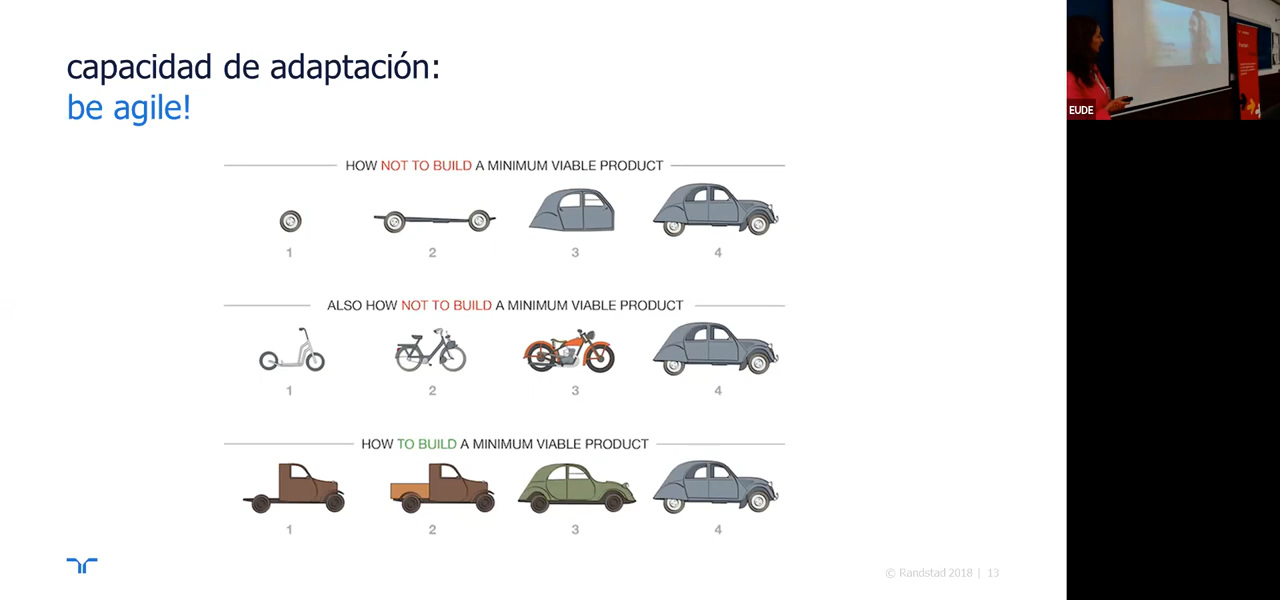 capacidad de adaptación:
be agile!
HOW NOT TO BUILD A MINIMUM VIABLE PRODUCT
1 2 3 4
ALSO HOW NOT TO BUILD A MINIMUM VIABLE PRODUCT
1 2 3 4
HOW TO BUILD A MINIMUM VIABLE PRODUCT
1 2 3 4
© Randstad 2018 | 13
EUDE